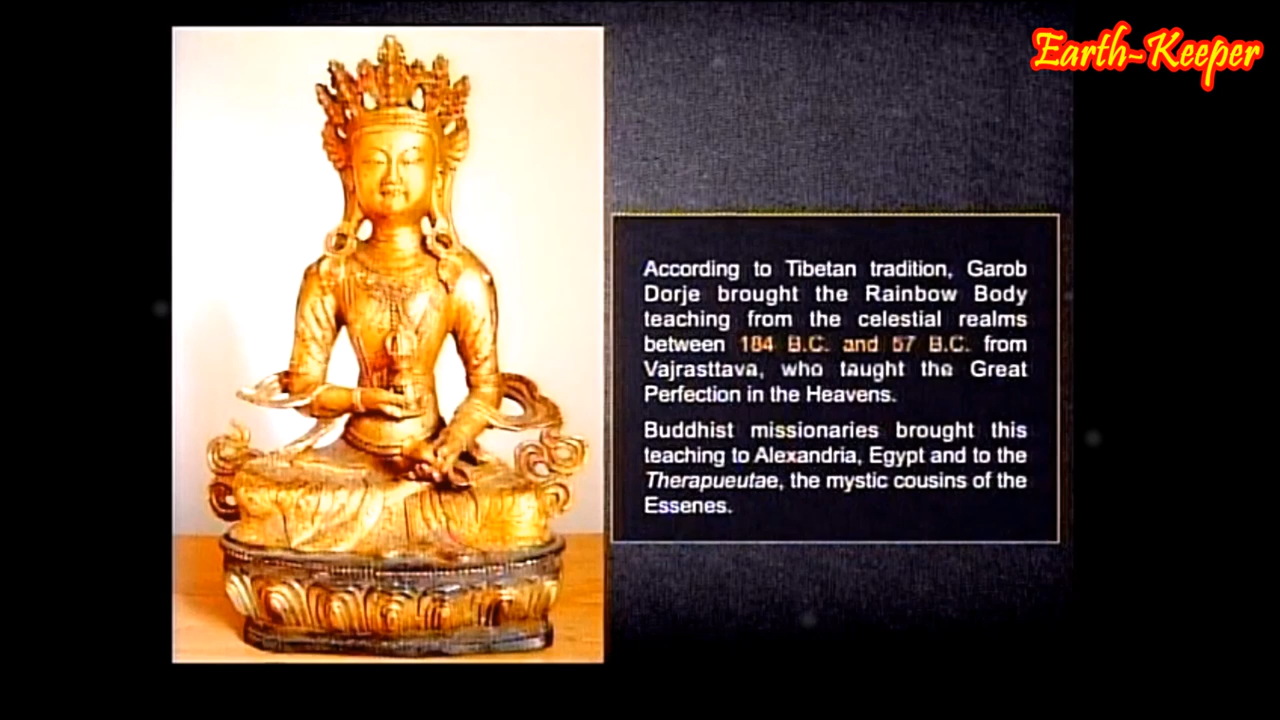 Earth-Keeper
According to Tibetan tradition, Garob
Dorje brought the Rainbow Body
teaching from the celestial realms
between 184 B.C. and 57 B.C. from
Vajrasttava, who taught the Great
Perfection in the Heavens.
Buddhist missionaries brought this
teaching to Alexandria, Egypt and to the
Therapueutae, the mystic cousins of the
Essenes.